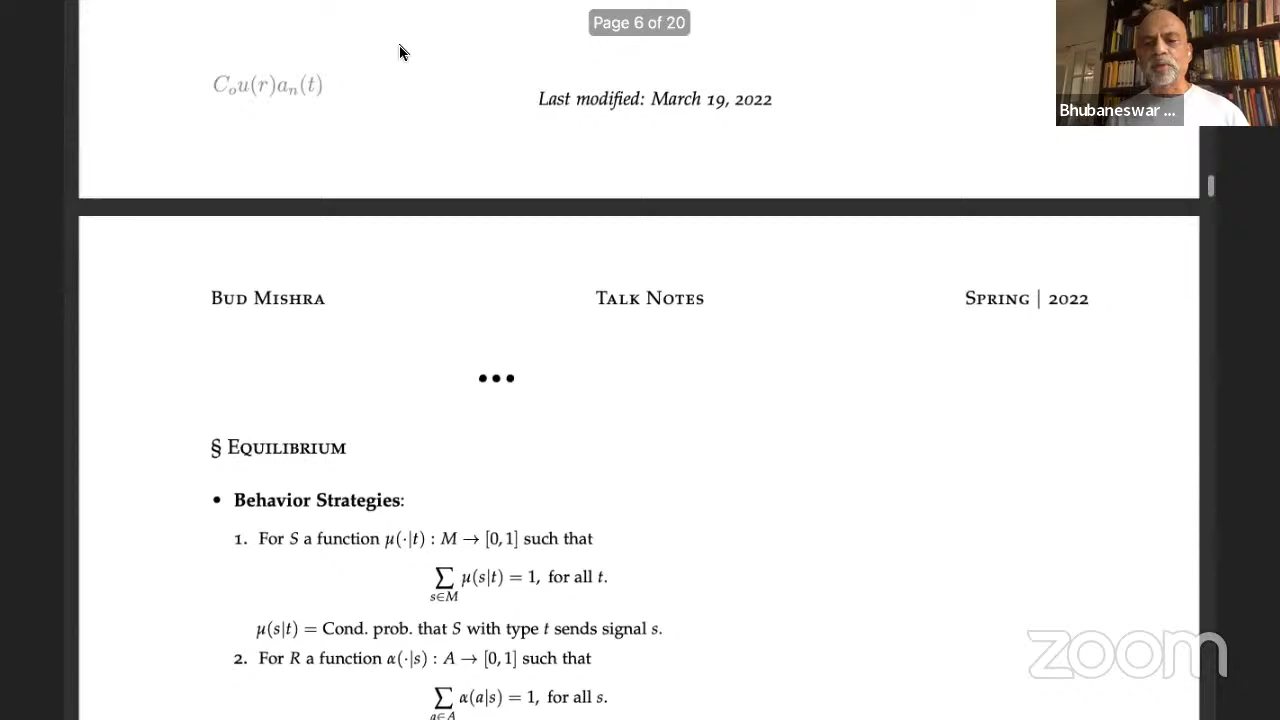 Page 6 of 20
C_ou(r)a_n(t)
Last modified: March 19, 2022
Bhubaneswar ...
Bud Mishra Talk Notes Spring | 2022
•••
§ Equilibrium
• Behavior Strategies:
1. For S a function μ(·|t) : M → [0, 1] such that
∑_{s∈M} μ(s|t) = 1, for all t.
μ(s|t) = Cond. prob. that S with type t sends signal s.
2. For R a function α(·|s) : A → [0, 1] such that
∑_{a∈A} α(a|s) = 1, for all s.
zoom